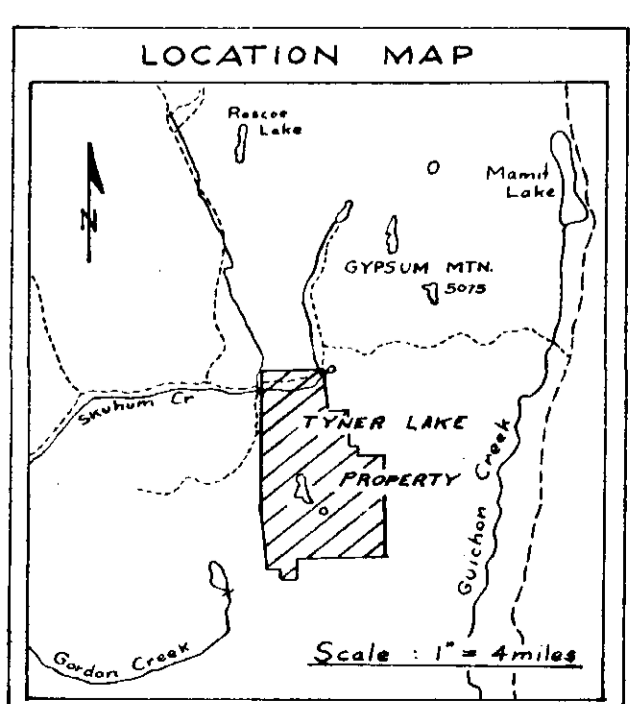 LOCATION MAP
Roscoe
Lake
Mamit
Lake
N
GYPSUM MTN.
5075
Skuhum Cr
TYNER LAKE
PROPERTY
Guichon Creek
Gordon Creek
Scale : 1" = 4 miles